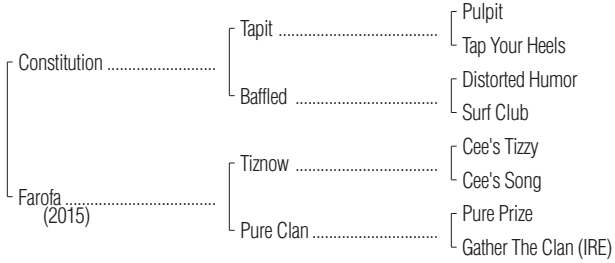 Pulpit
Tapit ................................................
Tap Your Heels
Constitution ...........................
Distorted Humor
Baffled ...........................................
Surf Club
Cee's Tizzy
Tiznow ...........................................
Cee's Song
Farofa .............................................
(2015)
Pure Prize
Pure Clan ......................................
Gather The Clan (IRE)